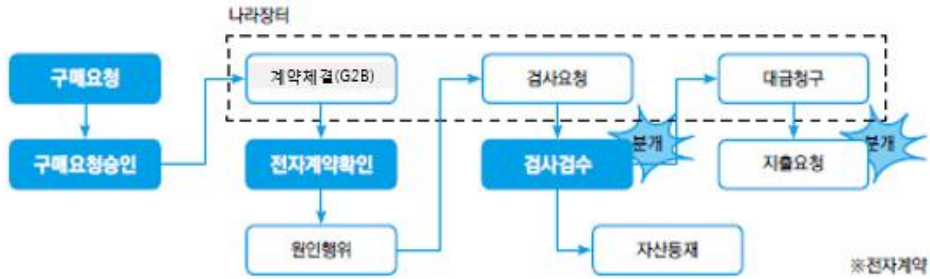 나라장터
구매요청
계약체결(G2B)
검사요청
대금청구
구매요청승인
전자계약확인
검사검수
분개
지출요청
분개
원인행위
자산등재
※전자계약